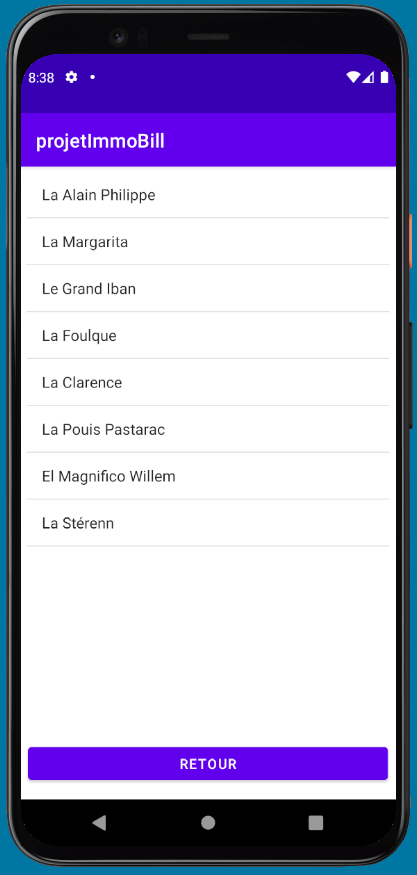 8:38
projetImmoBill
La Alain Philippe
La Margarita
Le Grand Iban
La Foulque
La Clarence
La Pouis Pastarac
El Magnifico Willem
La Stérenn
RETOUR